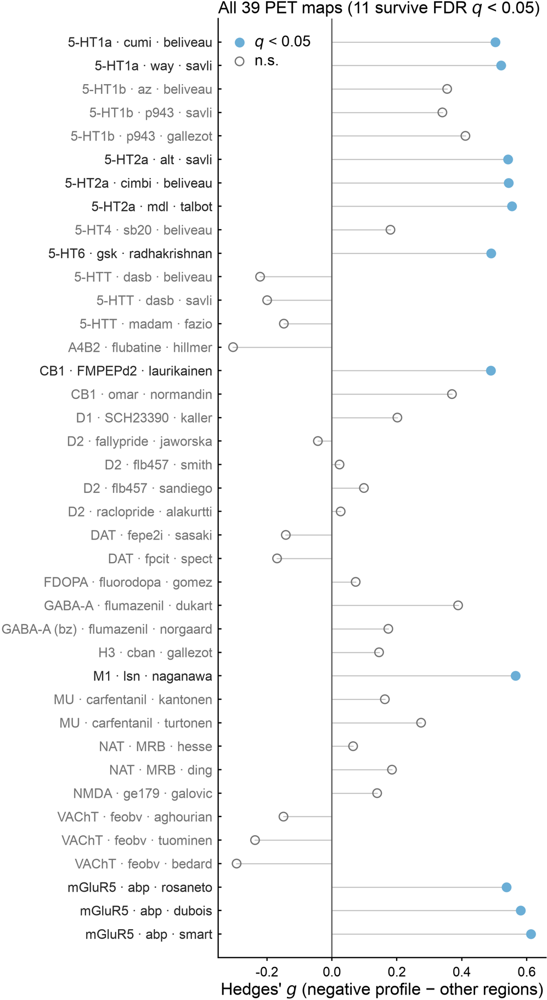 All 39 PET maps (11 survive FDR q < 0.05)
q < 0.05
n.s.
5-HT1a · cumi · beliveau
5-HT1a · way · savli
5-HT1b · az · beliveau
5-HT1b · p943 · savli
5-HT1b · p943 · gallezot
5-HT2a · alt · savli
5-HT2a · cimbi · beliveau
5-HT2a · mdl · talbot
5-HT4 · sb20 · beliveau
5-HT6 · gsk · radhakrishnan
5-HTT · dasb · beliveau
5-HTT · dasb · savli
5-HTT · madam · fazio
A4B2 · flubatine · hillmer
CB1 · FMPEPd2 · laurikainen
CB1 · omar · normandin
D1 · SCH23390 · kaller
D2 · fallypride · jaworska
D2 · flb457 · smith
D2 · flb457 · sandiego
D2 · raclopride · alakurtti
DAT · fepe2i · sasaki
DAT · fpcit · spect
FDOPA · fluorodopa · gomez
GABA-A · flumazenil · dukart
GABA-A (bz) · flumazenil · norgaard
H3 · cban · gallezot
M1 · lsn · naganawa
MU · carfentanil · kantonen
MU · carfentanil · turtonen
NAT · MRB · hesse
NAT · MRB · ding
NMDA · ge179 · galovic
VAChT · feobv · aghourian
VAChT · feobv · tuominen
VAChT · feobv · bedard
mGluR5 · abp · rosaneto
mGluR5 · abp · dubois
mGluR5 · abp · smart
-0.2 0.0 0.2 0.4 0.6
Hedges' g (negative profile − other regions)